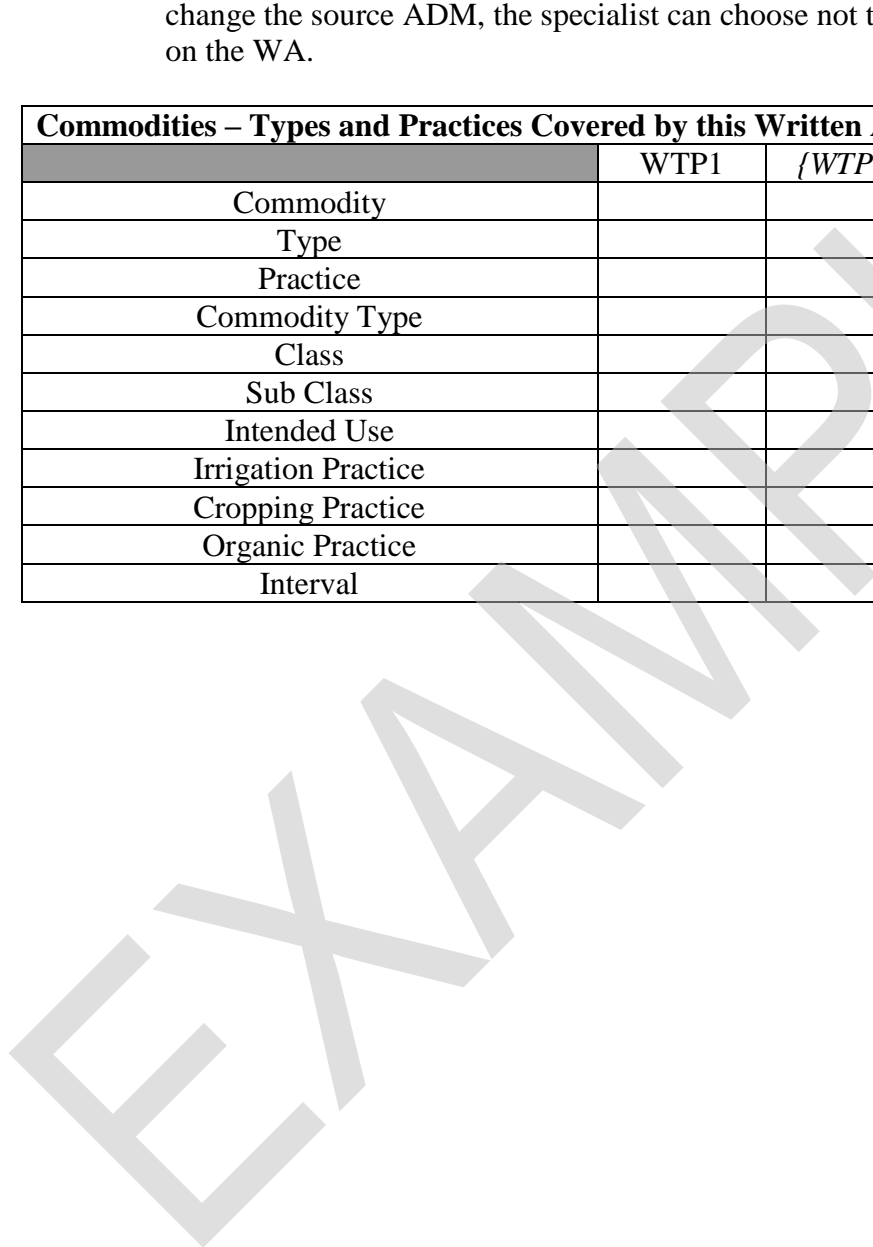 change the source ADM, the specialist can choose not t
on the WA.
Commodities – Types and Practices Covered by this Written
WTP1 {WTP
Commodity
Type
Practice
Commodity Type
Class
Sub Class
Intended Use
Irrigation Practice
Cropping Practice
Organic Practice
Interval
EXAMP